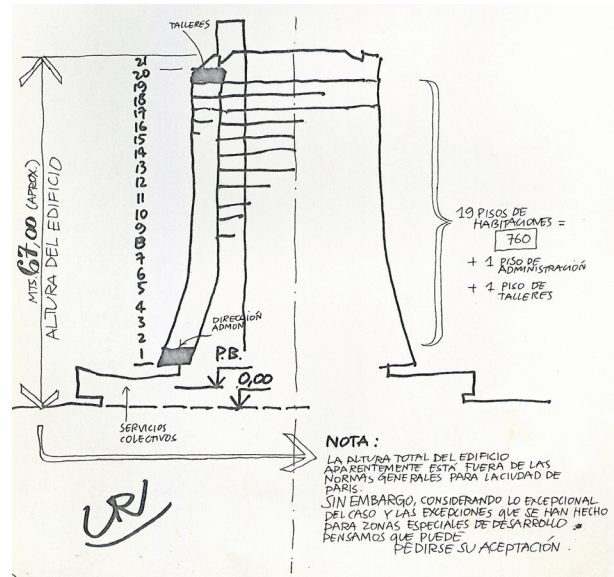 TALLERES
21
20
19
18
17
16
15
14
13
12
11
10
9
8
7
6
5
4
3
2
1
MTS. 67,00 (APROX.)
ALTURA DEL EDIFICIO
19 PISOS DE
HABITACIONES =
760
+ 1 PISO DE
ADMINISTRACIÓN
+ 1 PISO DE
TALLERES
DIRECCIÓN
ADMON
P.B.
0,00
SERVICIOS
COLECTIVOS
NOTA:
LA ALTURA TOTAL DEL EDIFICIO
APARENTEMENTE ESTÁ FUERA DE LAS
NORMAS GENERALES PARA LA CIUDAD DE
PARIS.
SIN EMBARGO, CONSIDERANDO LO EXCEPCIONAL
DEL CASO Y LAS EXCEPCIONES QUE SE HAN HECHO
PARA ZONAS ESPECIALES DE DESARROLLO,
PENSAMOS QUE PUEDE
PEDIRSE SU ACEPTACIÓN.